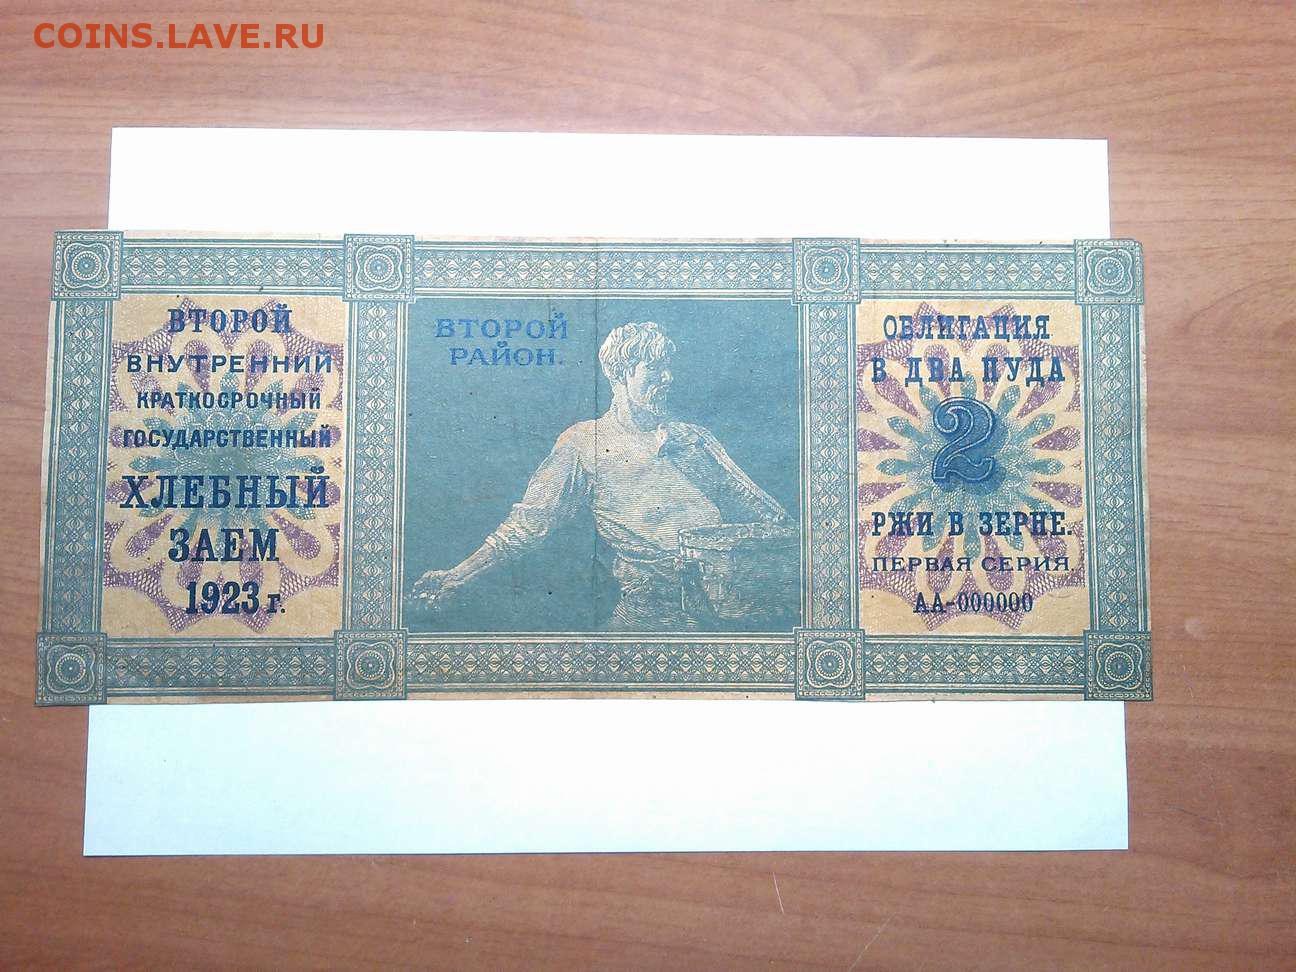 COINS.LAVE.RU
ВТОРОЙ
ВНУТРЕННИЙ
КРАТКОСРОЧНЫЙ
ГОСУДАРСТВЕННЫЙ
ХЛЕБНЫЙ
ЗАЕМ
1923 г.
ВТОРОЙ
РАЙОН.
ОБЛИГАЦИЯ
В ДВА ПУДА
2
РЖИ В ЗЕРНЕ.
ПЕРВАЯ СЕРИЯ.
АА-000000